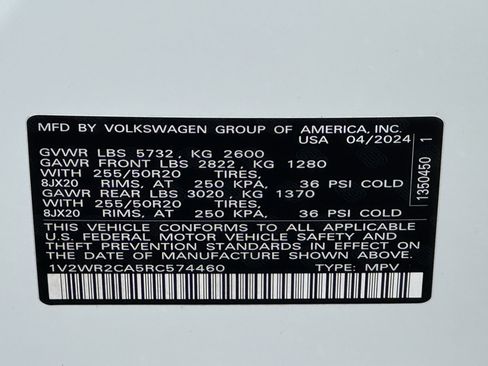 MFD BY VOLKSWAGEN GROUP OF AMERICA, INC.
USA 04/2024
GVWR LBS 5732 , KG 2600
GAWR FRONT LBS 2822 , KG 1280
WITH 255/50R20 TIRES,
8JX20 RIMS, AT 250 KPA, 36 PSI COLD
GAWR REAR LBS 3020 , KG 1370
WITH 255/50R20 TIRES,
8JX20 RIMS, AT 250 KPA, 36 PSI COLD
THIS VEHICLE CONFORMS TO ALL APPLICABLE
U.S. FEDERAL MOTOR VEHICLE SAFETY AND
THEFT PREVENTION STANDARDS IN EFFECT ON
THE DATE OF MANUFACTURE SHOWN ABOVE.
1V2WR2CA5RC574460 TYPE: MPV
1350450 1